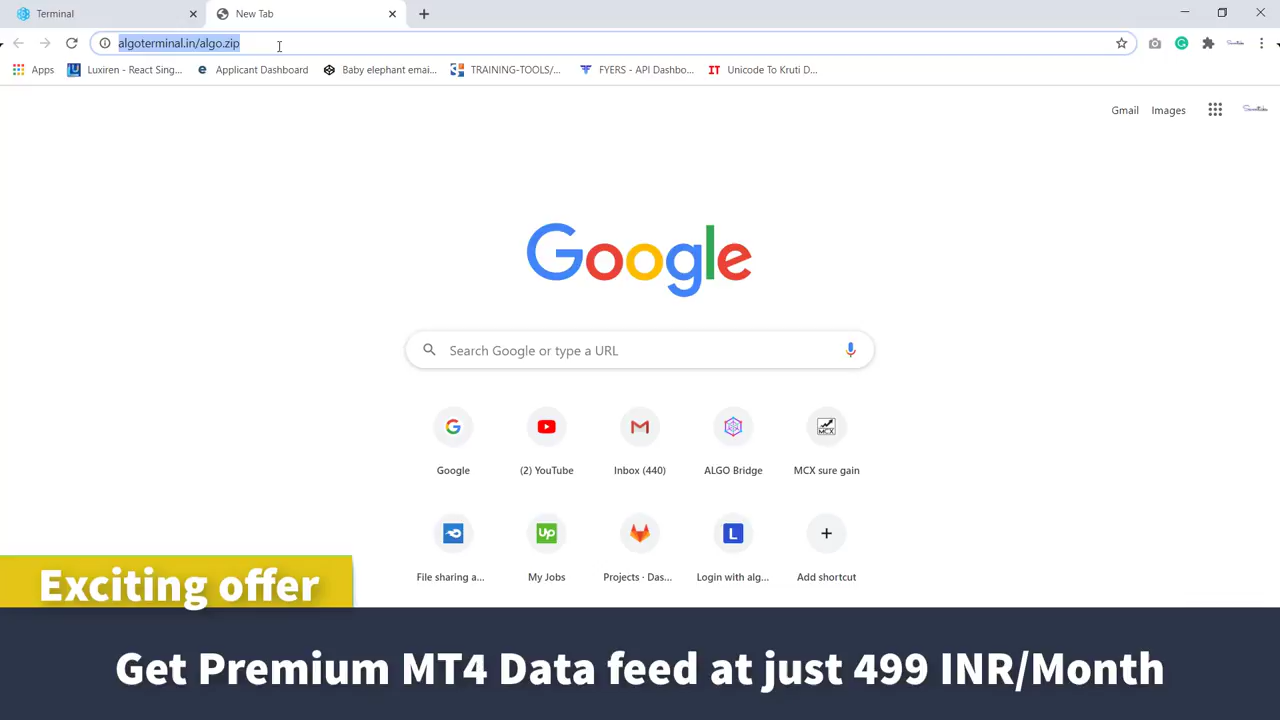 Terminal
New Tab
algoterminal.in/algo.zip
Apps
Luxiren - React Sing...
Applicant Dashboard
Baby elephant emai...
TRAINING-TOOLS/...
FYERS - API Dashbo...
IT
Unicode To Kruti D...
Gmail
Images
Google
Search Google or type a URL
Google
(2) YouTube
Inbox (440)
ALGO Bridge
MCX
MCX sure gain
File sharing a...
Up
My Jobs
Projects · Das...
L
Login with alg...
Add shortcut
Exciting offer
Get Premium MT4 Data feed at just 499 INR/Month